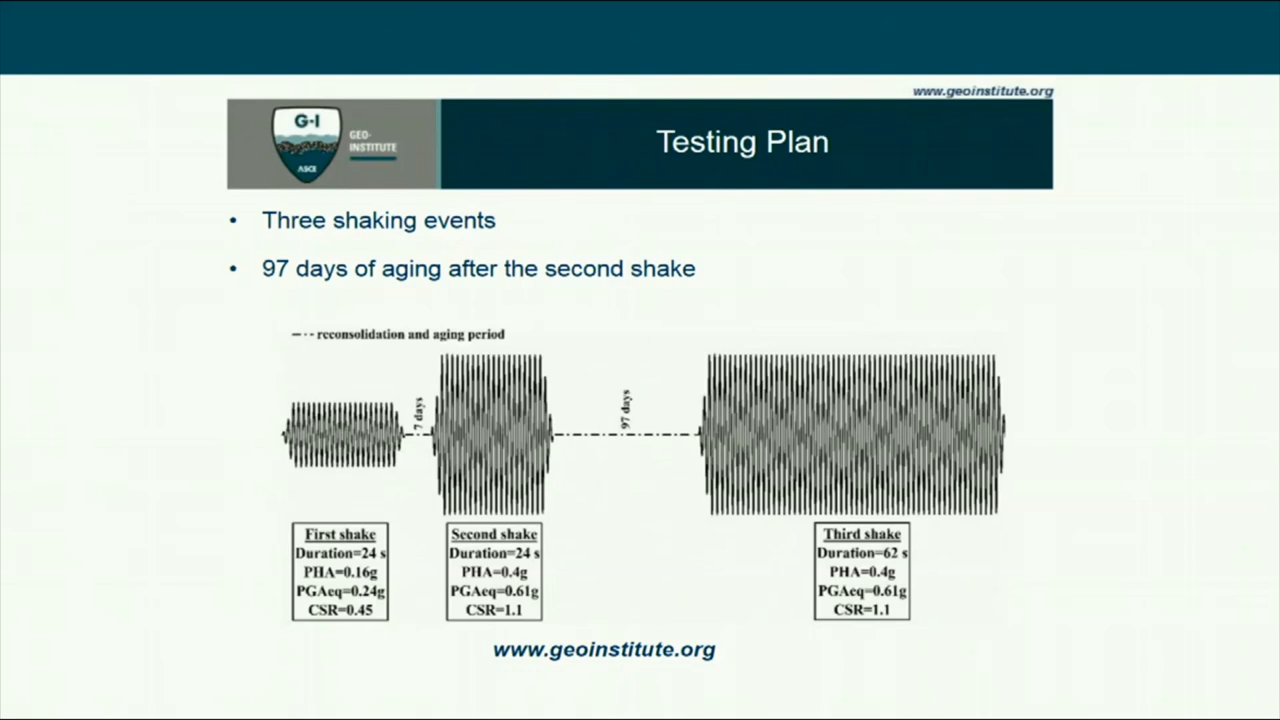 www.geoinstitute.org
G-I
GEO-
INSTITUTE
ASCE
Testing Plan
• Three shaking events
• 97 days of aging after the second shake
reconsolidation and aging period
7 days
97 days
First shake
Duration=24 s
PHA=0.16g
PGAeq=0.24g
CSR=0.45
Second shake
Duration=24 s
PHA=0.4g
PGAeq=0.61g
CSR=1.1
Third shake
Duration=62 s
PHA=0.4g
PGAeq=0.61g
CSR=1.1
www.geoinstitute.org